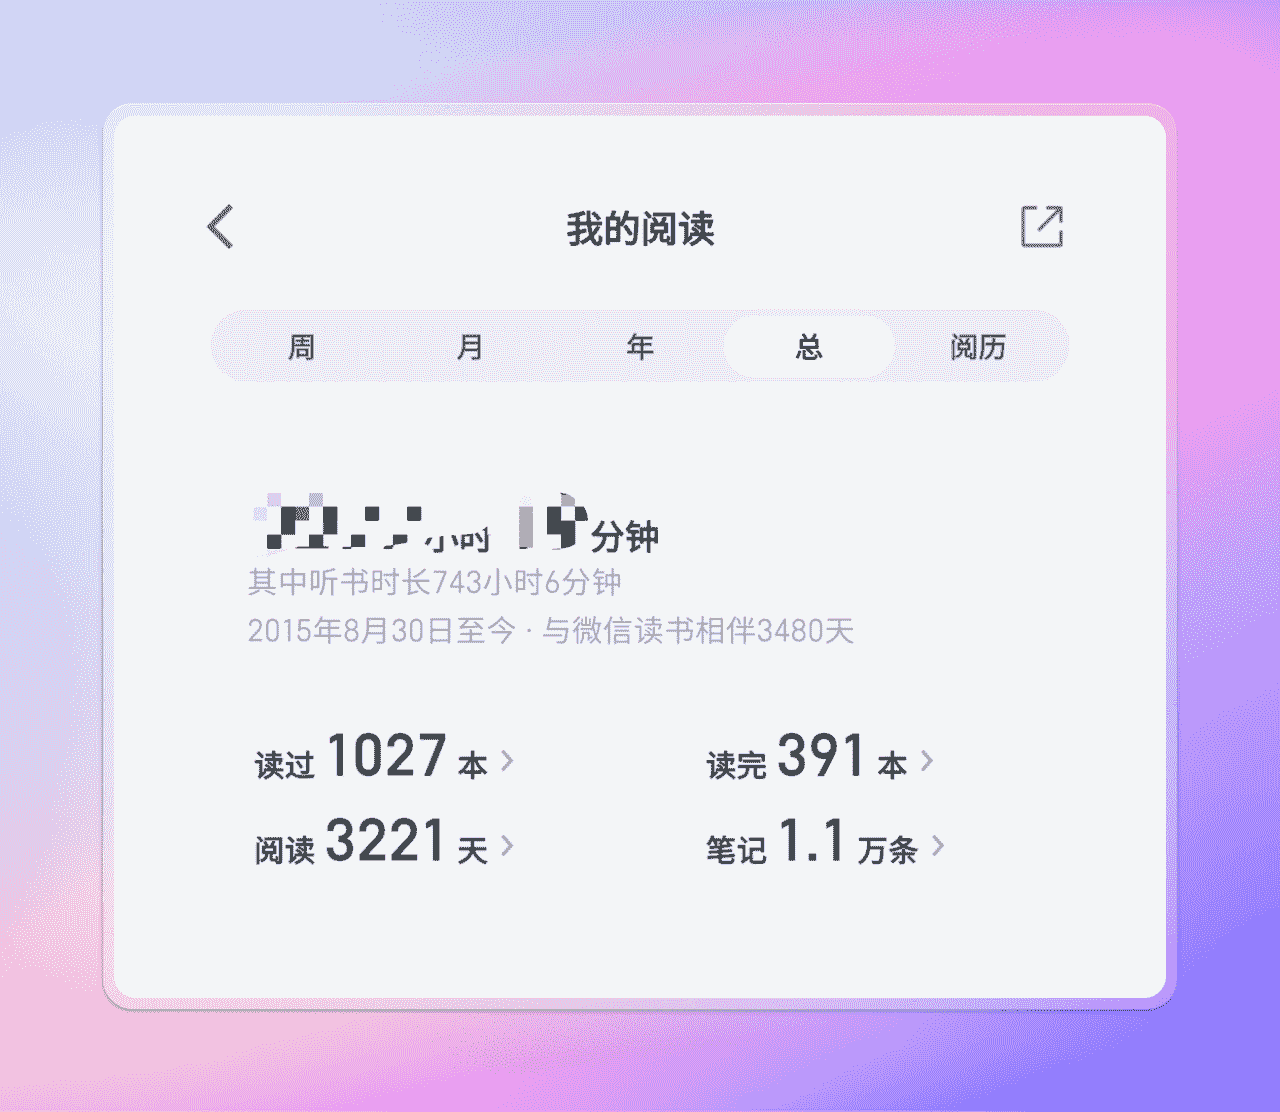 我的阅读
周 月 年 总 阅历
小时 分钟
其中听书时长743小时6分钟
2015年8月30日至今 · 与微信读书相伴3480天
读过 1027 本 读完 391 本
阅读 3221 天 笔记 1.1 万条